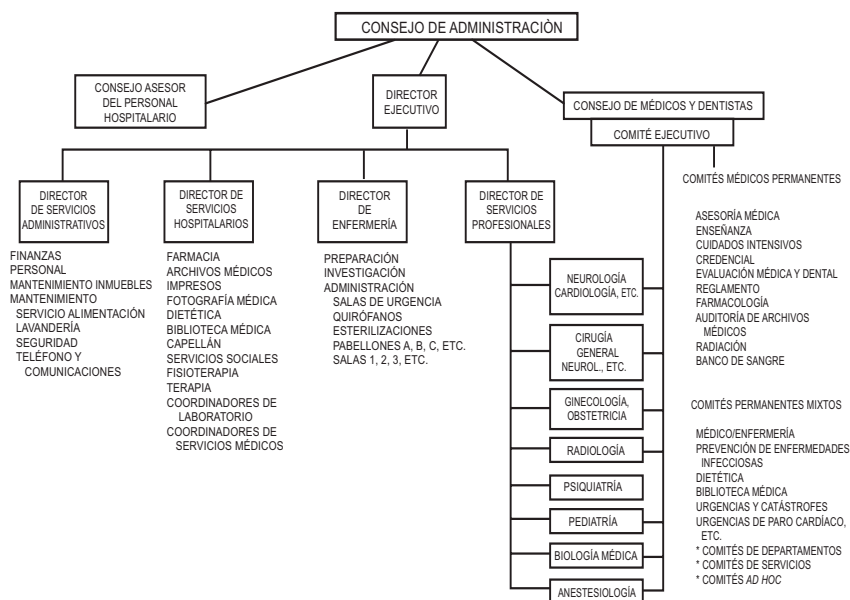 CONSEJO DE ADMINISTRACIÒN
CONSEJO ASESOR
DEL PERSONAL
HOSPITALARIO
DIRECTOR
EJECUTIVO
CONSEJO DE MÉDICOS Y DENTISTAS
COMITÉ EJECUTIVO
DIRECTOR
DE SERVICIOS
ADMINISTRATIVOS
FINANZAS
PERSONAL
MANTENIMIENTO INMUEBLES
MANTENIMIENTO
SERVICIO ALIMENTACIÓN
LAVANDERÍA
SEGURIDAD
TELÉFONO Y
COMUNICACIONES
DIRECTOR DE
SERVICIOS
HOSPITALARIOS
FARMACIA
ARCHIVOS MÉDICOS
IMPRESOS
FOTOGRAFÍA MÉDICA
DIETÉTICA
BIBLIOTECA MÉDICA
CAPELLÁN
SERVICIOS SOCIALES
FISIOTERAPIA
TERAPIA
COORDINADORES DE
LABORATORIO
COORDINADORES DE
SERVICIOS MÉDICOS
DIRECTOR
DE
ENFERMERÍA
PREPARACIÓN
INVESTIGACIÓN
ADMINISTRACIÓN
SALAS DE URGENCIA
QUIRÓFANOS
ESTERILIZACIONES
PABELLONES A, B, C, ETC.
SALAS 1, 2, 3, ETC.
DIRECTOR DE
SERVICIOS
PROFESIONALES
NEUROLOGÍA
CARDIOLOGÍA, ETC.
CIRUGÍA
GENERAL
NEUROL., ETC.
GINECOLOGÍA,
OBSTETRICIA
RADIOLOGÍA
PSIQUIATRÍA
PEDIATRÍA
BIOLOGÍA MÉDICA
ANESTESIOLOGÍA
COMITÉS MÉDICOS PERMANENTES
ASESORÍA MÉDICA
ENSEÑANZA
CUIDADOS INTENSIVOS
CREDENCIAL
EVALUACIÓN MÉDICA Y DENTAL
REGLAMENTO
FARMACOLOGÍA
AUDITORÍA DE ARCHIVOS
MÉDICOS
RADIACIÓN
BANCO DE SANGRE
COMITÉS PERMANENTES MIXTOS
MÉDICO/ENFERMERÍA
PREVENCIÓN DE ENFERMEDADES
INFECCIOSAS
DIETÉTICA
BIBLIOTECA MÉDICA
URGENCIAS Y CATÁSTROFES
URGENCIAS DE PARO CARDÍACO,
ETC.
* COMITÉS DE DEPARTAMENTOS
* COMITÉS DE SERVICIOS
* COMITÉS AD HOC